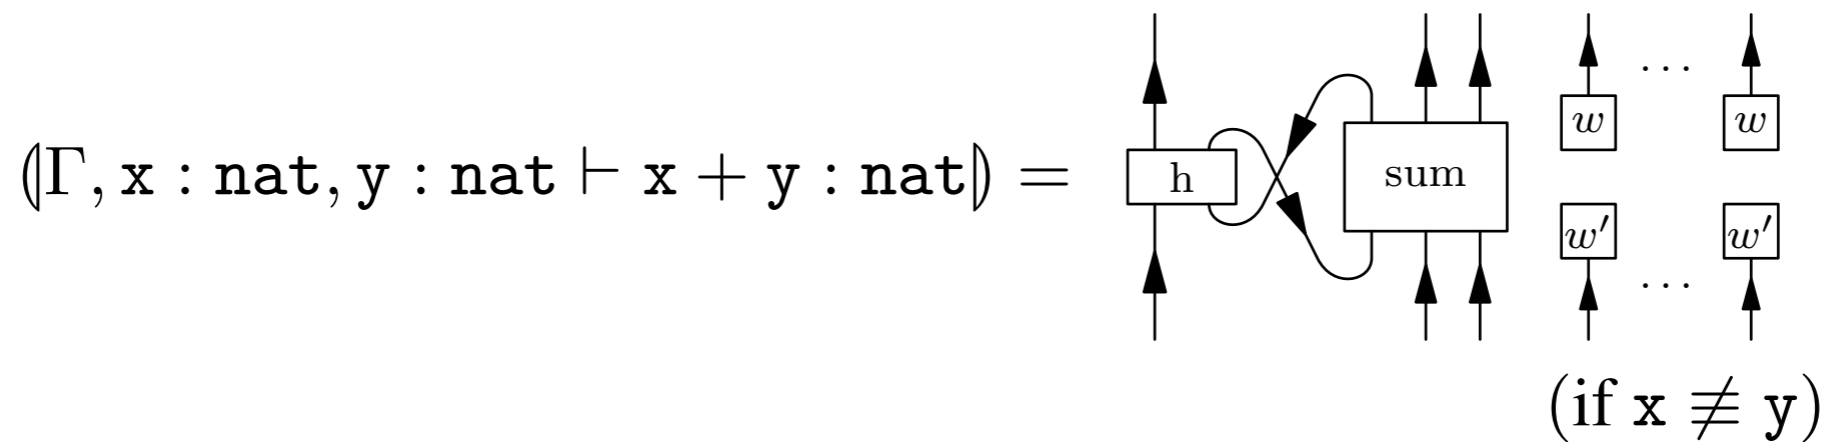 ⦇Γ, x : nat, y : nat ⊢ x + y : nat⦈ =
h
sum
w ... w
w′ ... w′
(if x ≢ y)